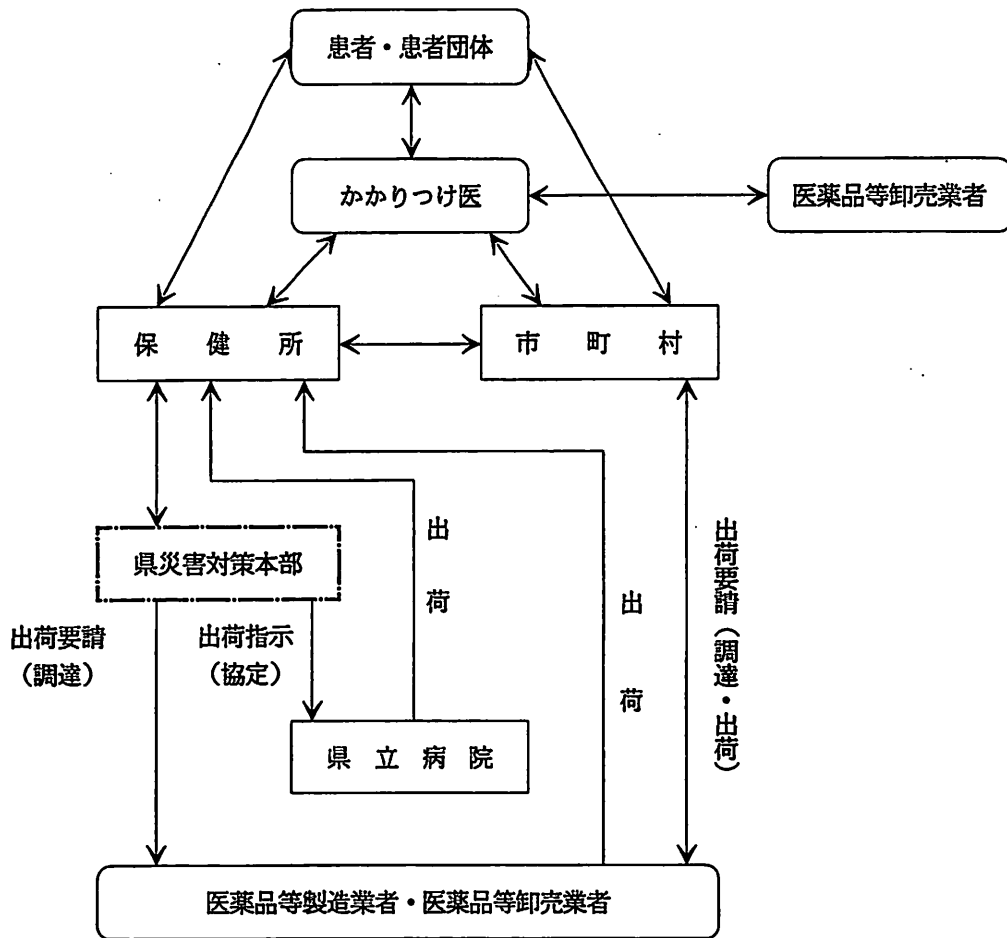 患者・患者団体
かかりつけ医
医薬品等卸売業者
保健所
市町村
県災害対策本部
出荷要請
（調達）
出荷指示
（協定）
出荷
出荷
出荷要請（調達・出荷）
県立病院
医薬品等製造業者・医薬品等卸売業者